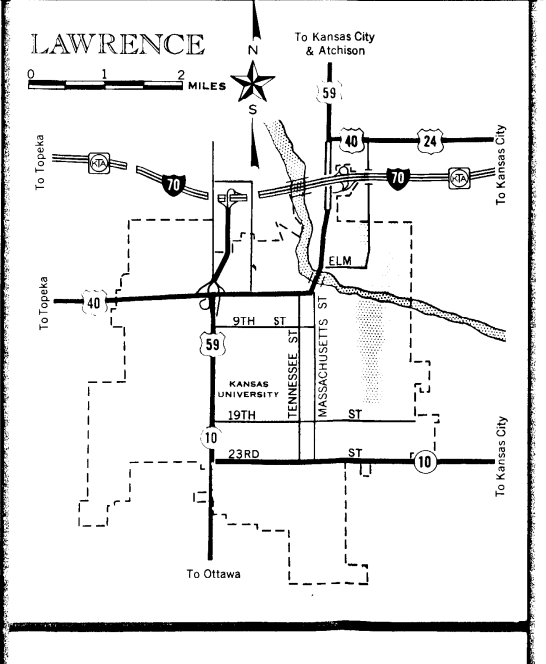 LAWRENCE
0 1 2 MILES
N
S
To Kansas City
& Atchison
59
40 24
To Topeka
KTA
70
70
KTA
To Kansas City
ELM
To Topeka
40
9TH ST
59
TENNESSEE ST
MASSACHUSETTS ST
KANSAS
UNIVERSITY
19TH ST
10
23RD ST
10
To Kansas City
To Ottawa